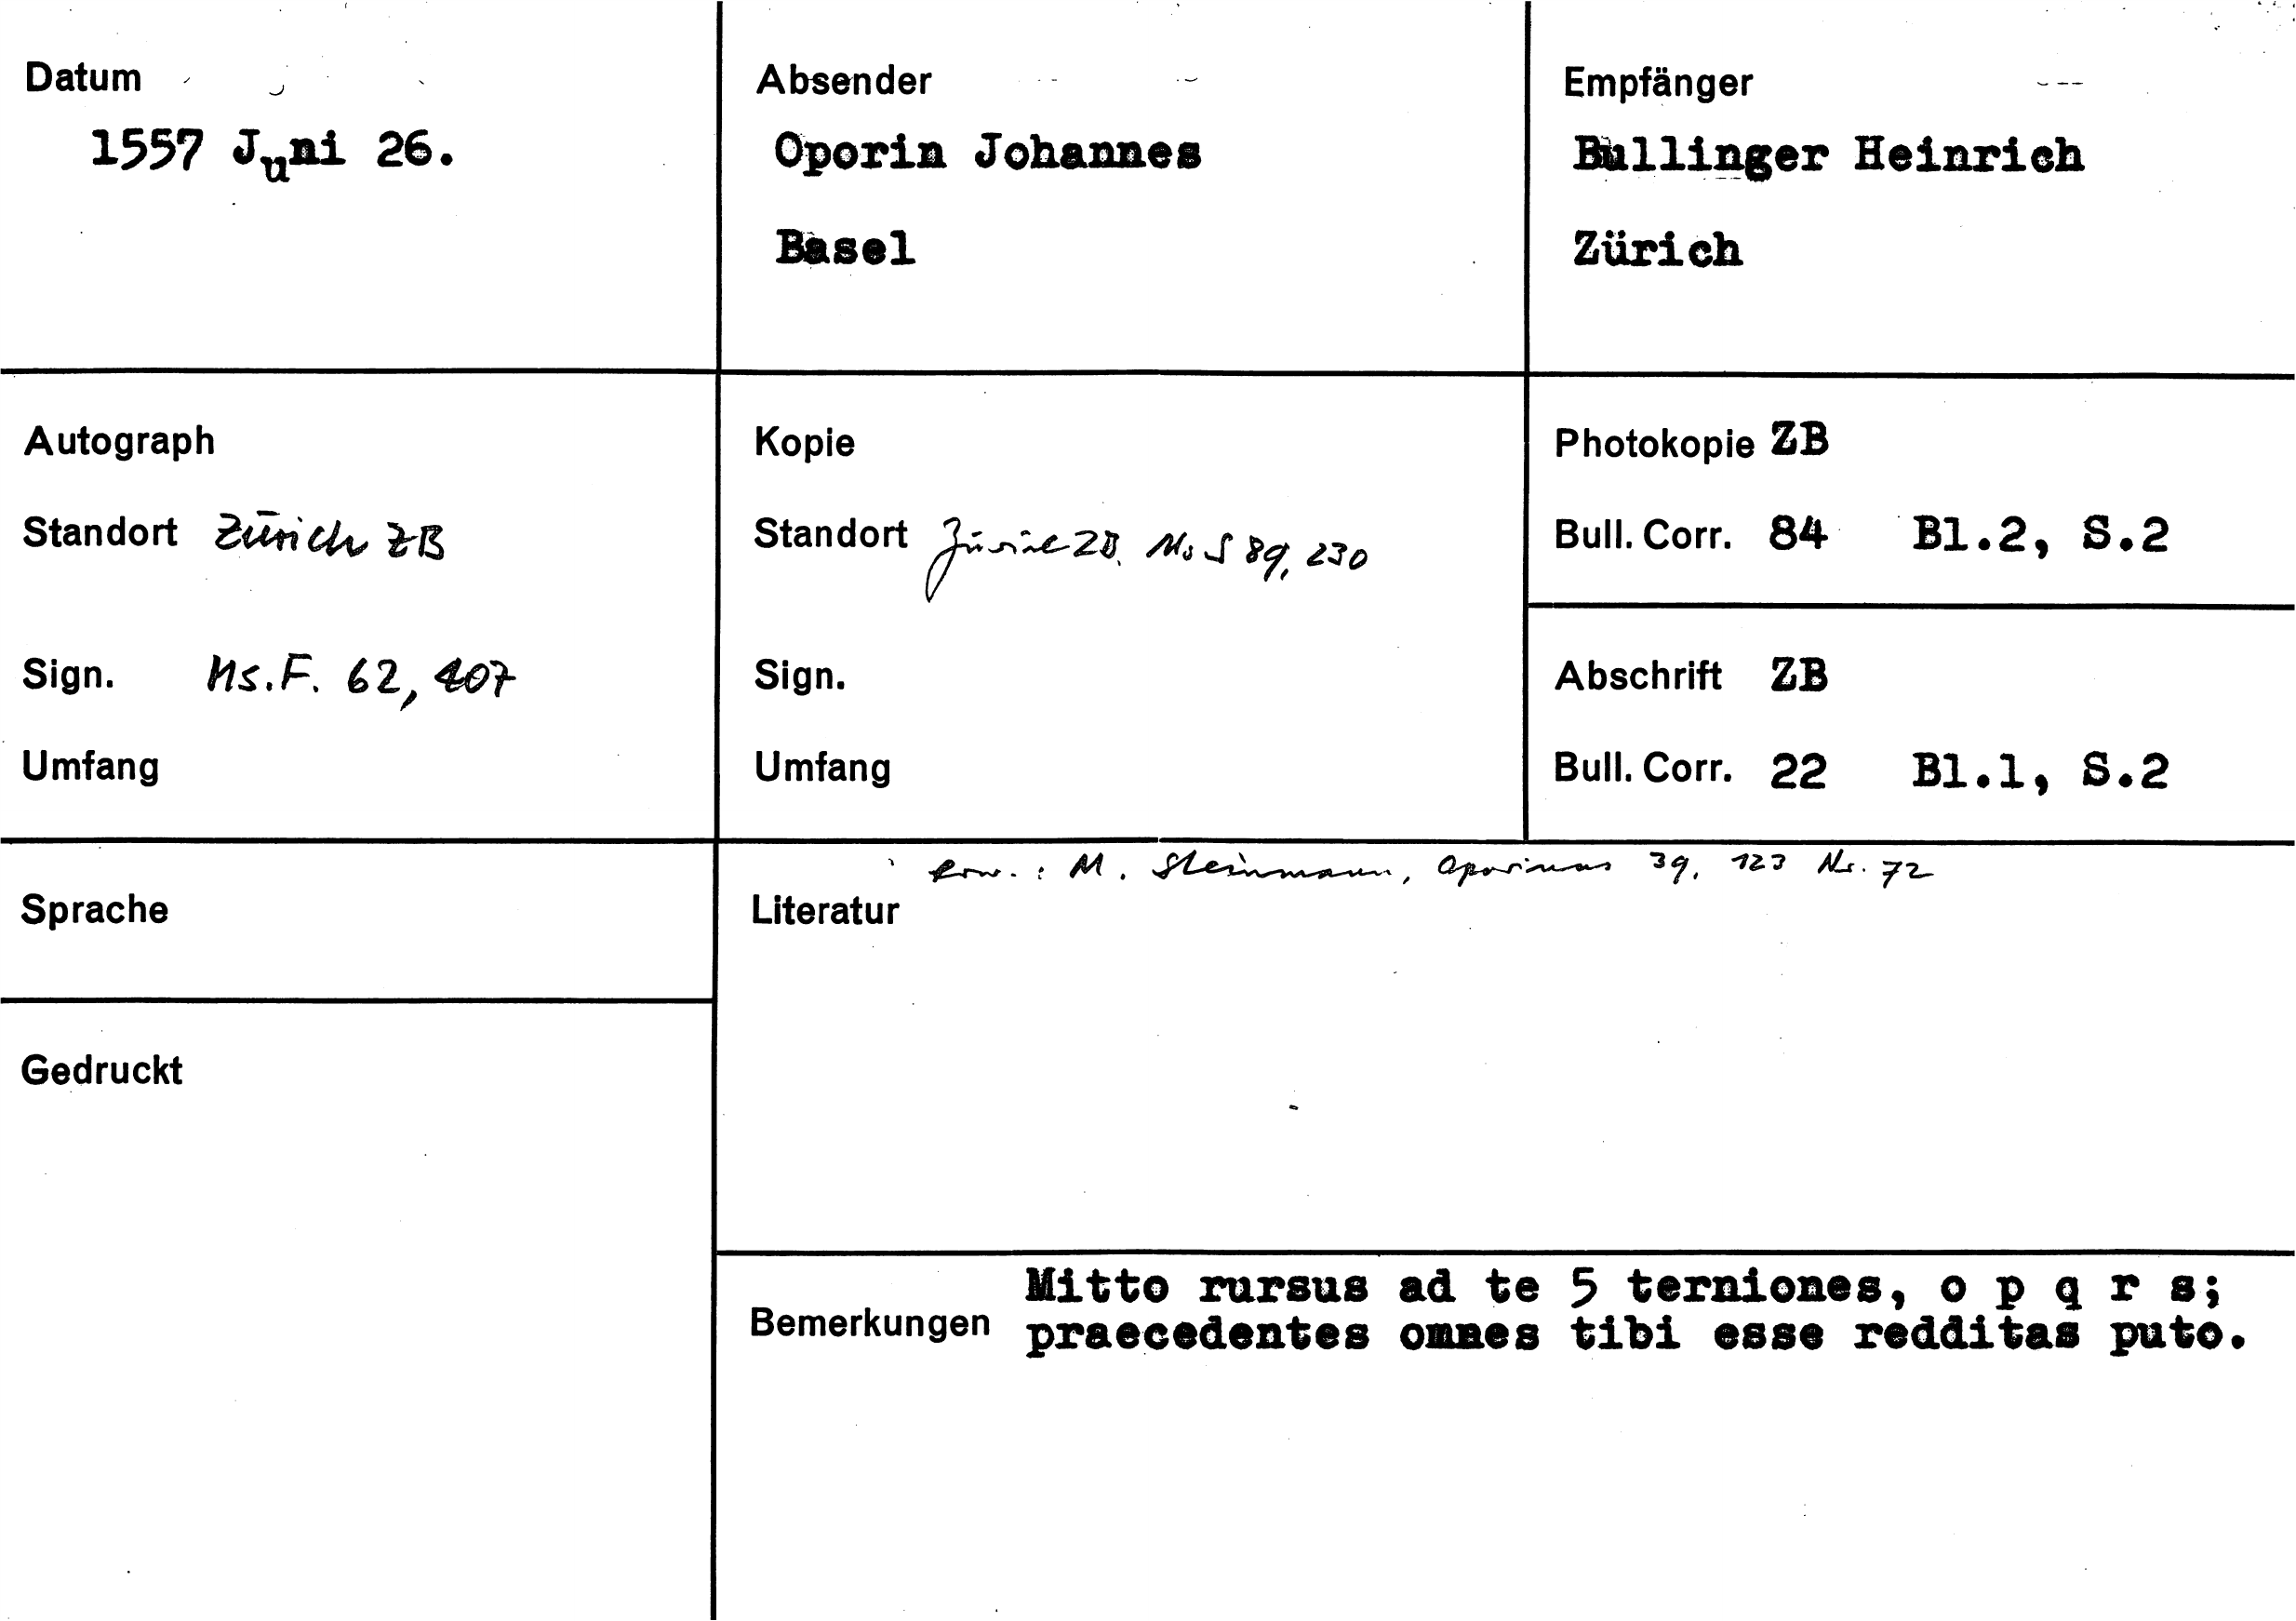 Datum
1557 Juni 26.
Absender
Oporin Johannes
Basel
Empfänger
Bullinger Heinrich
Zürich
Autograph
Standort Zürich ZB
Sign. Ms. F. 62, 407
Umfang
Kopie
Standort Zürich ZB. Ms S 89, 230
Sign.
Umfang
Photokopie ZB
Bull. Corr. 84 Bl.2, S.2
Abschrift ZB
Bull. Corr. 22 Bl.1, S.2
Sprache
Gedruckt
Erw.: M. Steinmann, Oporinus 39, 123 Nr. 72
Literatur
Bemerkungen
Mitto rursus ad te 5 terniones, o p q r s;
praecedentes omnes tibi esse redditas puto.